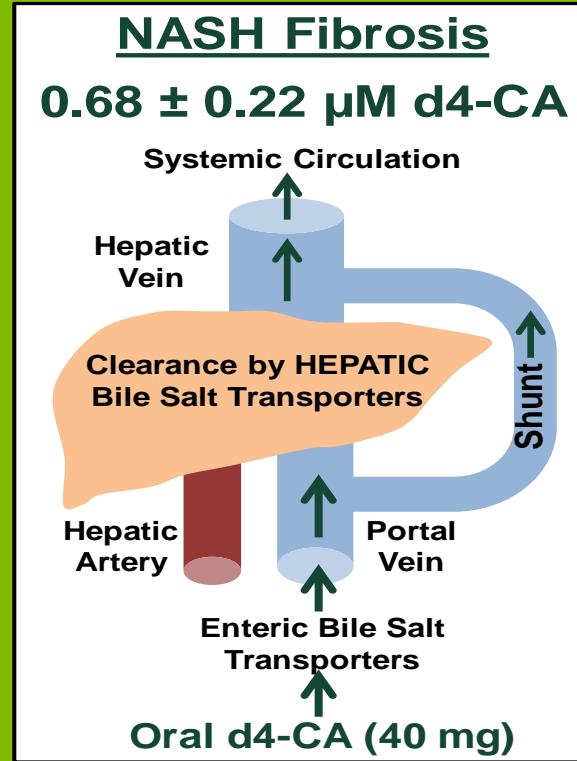 NASH Fibrosis
0.68 ± 0.22 µM d4-CA
Systemic Circulation
Hepatic
Vein
Clearance by HEPATIC
Bile Salt Transporters
Shunt
Hepatic
Artery
Portal
Vein
Enteric Bile Salt
Transporters
Oral d4-CA (40 mg)